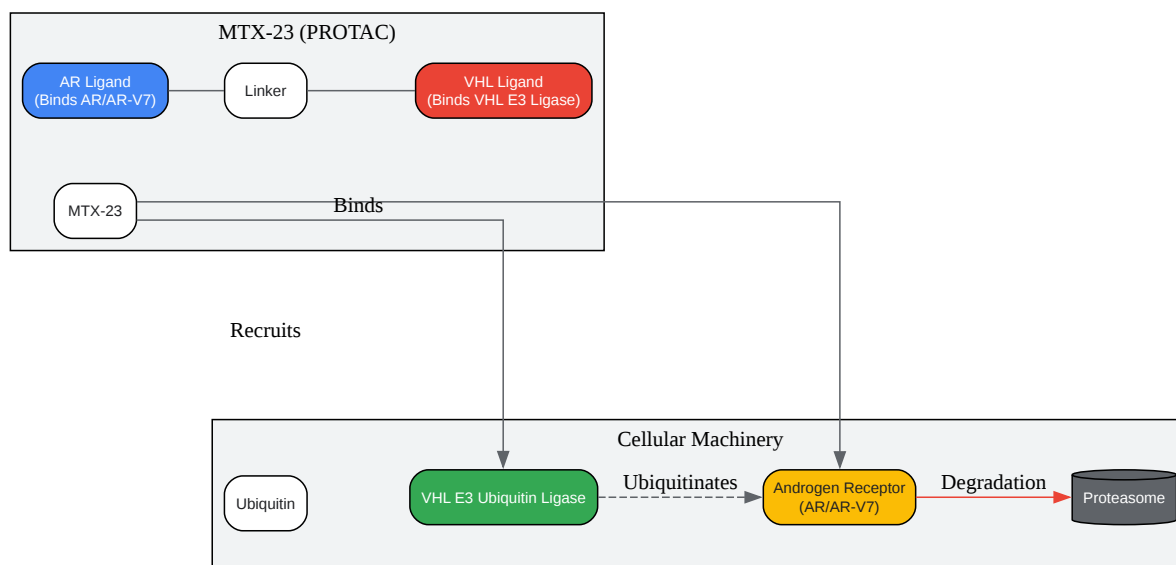 MTX-23 (PROTAC)
AR Ligand
(Binds AR/AR-V7)
Linker
VHL Ligand
(Binds VHL E3 Ligase)
MTX-23
Binds
Recruits
Cellular Machinery
Ubiquitin
VHL E3 Ubiquitin Ligase
Ubiquitinates
Androgen Receptor
(AR/AR-V7)
Degradation
Proteasome